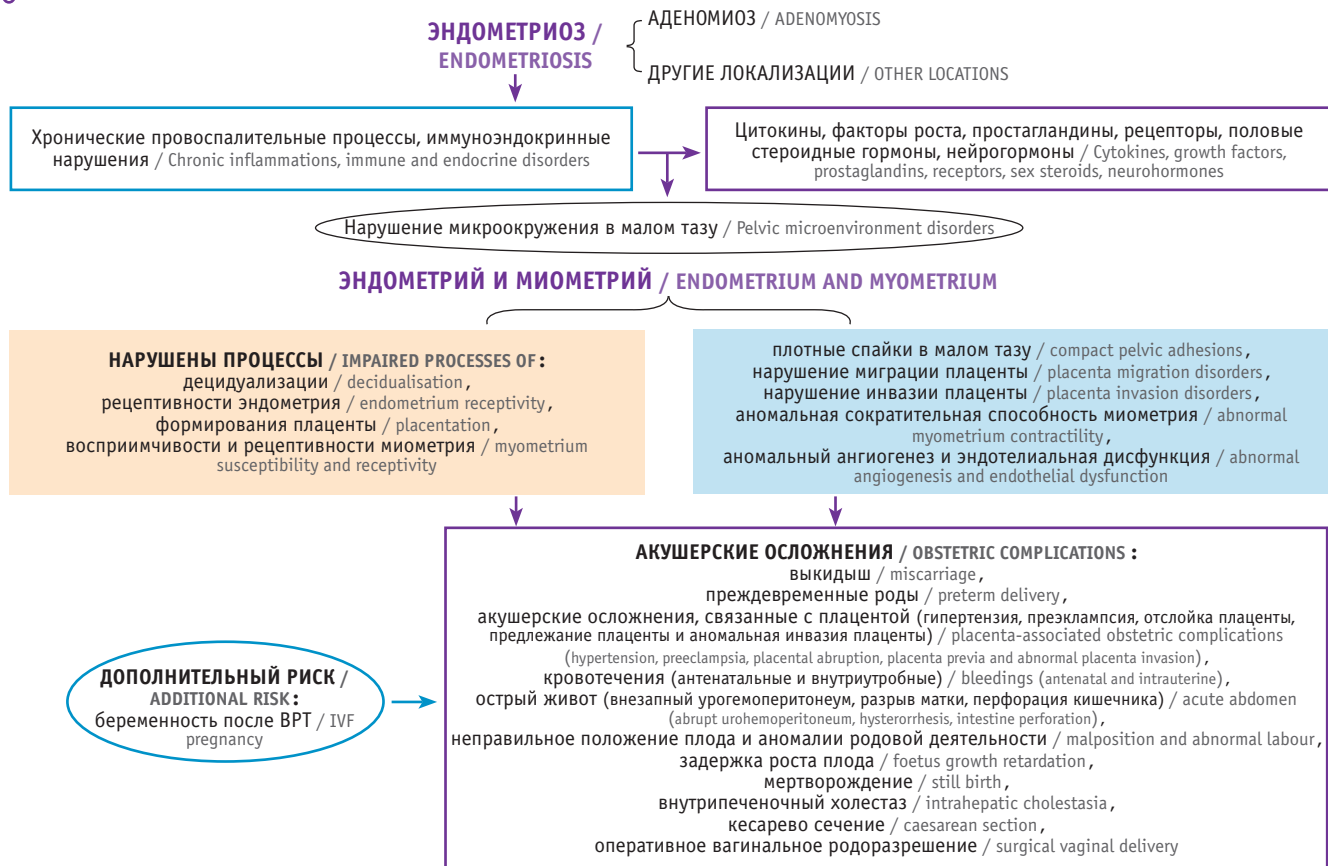 ЭНДОМЕТРИОЗ /
ENDOMETRIOSIS
АДЕНОМИОЗ / ADENOMYOSIS
ДРУГИЕ ЛОКАЛИЗАЦИИ / OTHER LOCATIONS
Хронические провоспалительные процессы, иммуноэндокринные
нарушения / Chronic inflammations, immune and endocrine disorders
Цитокины, факторы роста, простагландины, рецепторы, половые
стероидные гормоны, нейрогормоны / Cytokines, growth factors,
prostaglandins, receptors, sex steroids, neurohormones
Нарушение микроокружения в малом тазу / Pelvic microenvironment disorders
ЭНДОМЕТРИЙ И МИОМЕТРИЙ / ENDOMETRIUM AND MYOMETRIUM
НАРУШЕНЫ ПРОЦЕССЫ / IMPAIRED PROCESSES OF:
децидуализации / decidualisation,
рецептивности эндометрия / endometrium receptivity,
формирования плаценты / placentation,
восприимчивости и рецептивности миометрия / myometrium
susceptibility and receptivity
плотные спайки в малом тазу / compact pelvic adhesions,
нарушение миграции плаценты / placenta migration disorders,
нарушение инвазии плаценты / placenta invasion disorders,
аномальная сократительная способность миометрия / abnormal
myometrium contractility,
аномальный ангиогенез и эндотелиальная дисфункция / abnormal
angiogenesis and endothelial dysfunction
ДОПОЛНИТЕЛЬНЫЙ РИСК /
ADDITIONAL RISK:
беременность после ВРТ / IVF
pregnancy
АКУШЕРСКИЕ ОСЛОЖНЕНИЯ / OBSTETRIC COMPLICATIONS :
выкидыш / miscarriage,
преждевременные роды / preterm delivery,
акушерские осложнения, связанные с плацентой (гипертензия, преэклампсия, отслойка плаценты,
предлежание плаценты и аномальная инвазия плаценты) / placenta-associated obstetric complications
(hypertension, preeclampsia, placental abruption, placenta previa and abnormal placenta invasion),
кровотечения (антенатальные и внутриутробные) / bleedings (antenatal and intrauterine),
острый живот (внезапный урогемоперитонеум, разрыв матки, перфорация кишечника) / acute abdomen
(abrupt urohemoperitoneum, hysterorrhesis, intestine perforation),
неправильное положение плода и аномалии родовой деятельности / malposition and abnormal labour,
задержка роста плода / foetus growth retardation,
мертворождение / still birth,
внутрипеченочный холестаз / intrahepatic cholestasia,
кесарево сечение / caesarean section,
оперативное вагинальное родоразрешение / surgical vaginal delivery